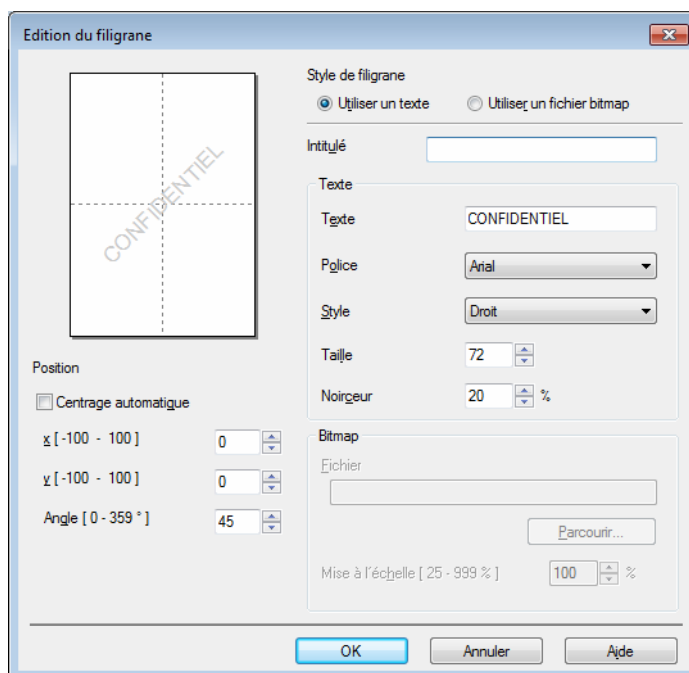 Edition du filigrane
CONFIDENTIEL
Position
Centrage automatique
x [ -100 - 100 ] 0
y [ -100 - 100 ] 0
Angle [ 0 - 359 ° ] 45
Style de filigrane
Utiliser un texte Utiliser un fichier bitmap
Intitulé
Texte
Texte CONFIDENTIEL
Police Arial
Style Droit
Taille 72
Noirceur 20 %
Bitmap
Fichier
Parcourir...
Mise à l'échelle [ 25 - 999 % ] 100 %
OK Annuler Aide